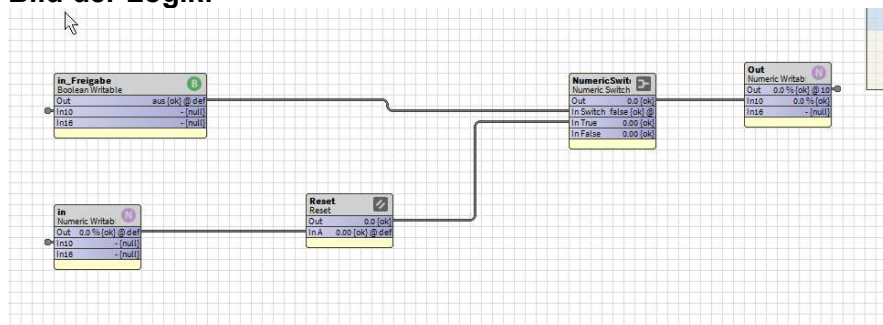 Bild der Logik:
in_Freigabe
Boolean Writable
Out aus {ok} @ def
In10 - {null}
In16 - {null}
in
Numeric Writab
Out 0.0 % {ok} @ def
In10 - {null}
In16 - {null}
Reset
Reset
Out 0.0 {ok}
In A 0.00 {ok} @ def
NumericSwit
Numeric Switch
Out 0.0 {ok}
In Switch false {ok} @
In True 0.00 {ok}
In False 0.00 {ok}
Out
Numeric Writab
Out 0.0 % {ok} @ 10
In10 0.0 % {ok}
In16 - {null}